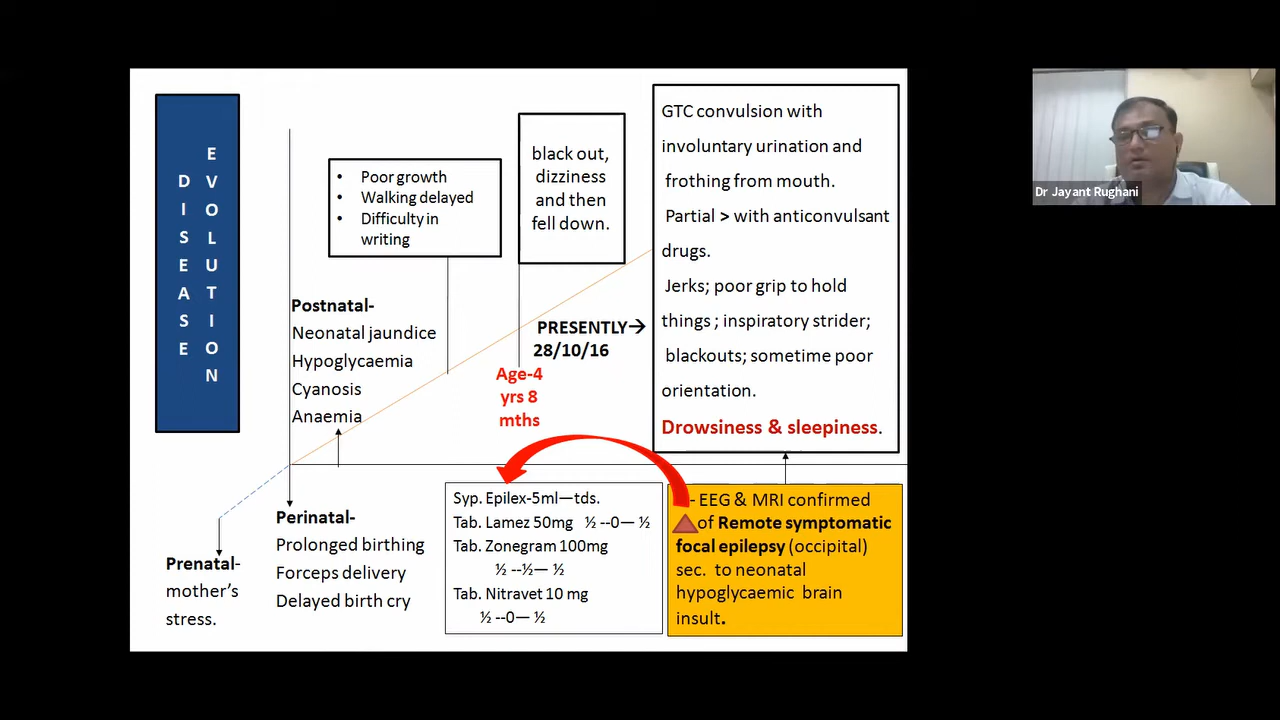 DISEASE
EVOLUTION
• Poor growth
• Walking delayed
• Difficulty in
writing
black out,
dizziness
and then
fell down.
GTC convulsion with
involuntary urination and
frothing from mouth.
Partial > with anticonvulsant
drugs.
Jerks; poor grip to hold
things ; inspiratory strider;
blackouts; sometime poor
orientation.
Drowsiness & sleepiness.
Postnatal-
Neonatal jaundice
Hypoglycaemia
Cyanosis
Anaemia
PRESENTLY→
28/10/16
Age-4
yrs 8
mths
Prenatal-
mother's
stress.
Perinatal-
Prolonged birthing
Forceps delivery
Delayed birth cry
Syp. Epilex-5ml—tds.
Tab. Lamez 50mg ½ --0— ½
Tab. Zonegram 100mg
½ --½— ½
Tab. Nitravet 10 mg
½ --0— ½
- EEG & MRI confirmed
of Remote symptomatic
focal epilepsy (occipital)
sec. to neonatal
hypoglycaemic brain
insult.
Dr Jayant Rughani